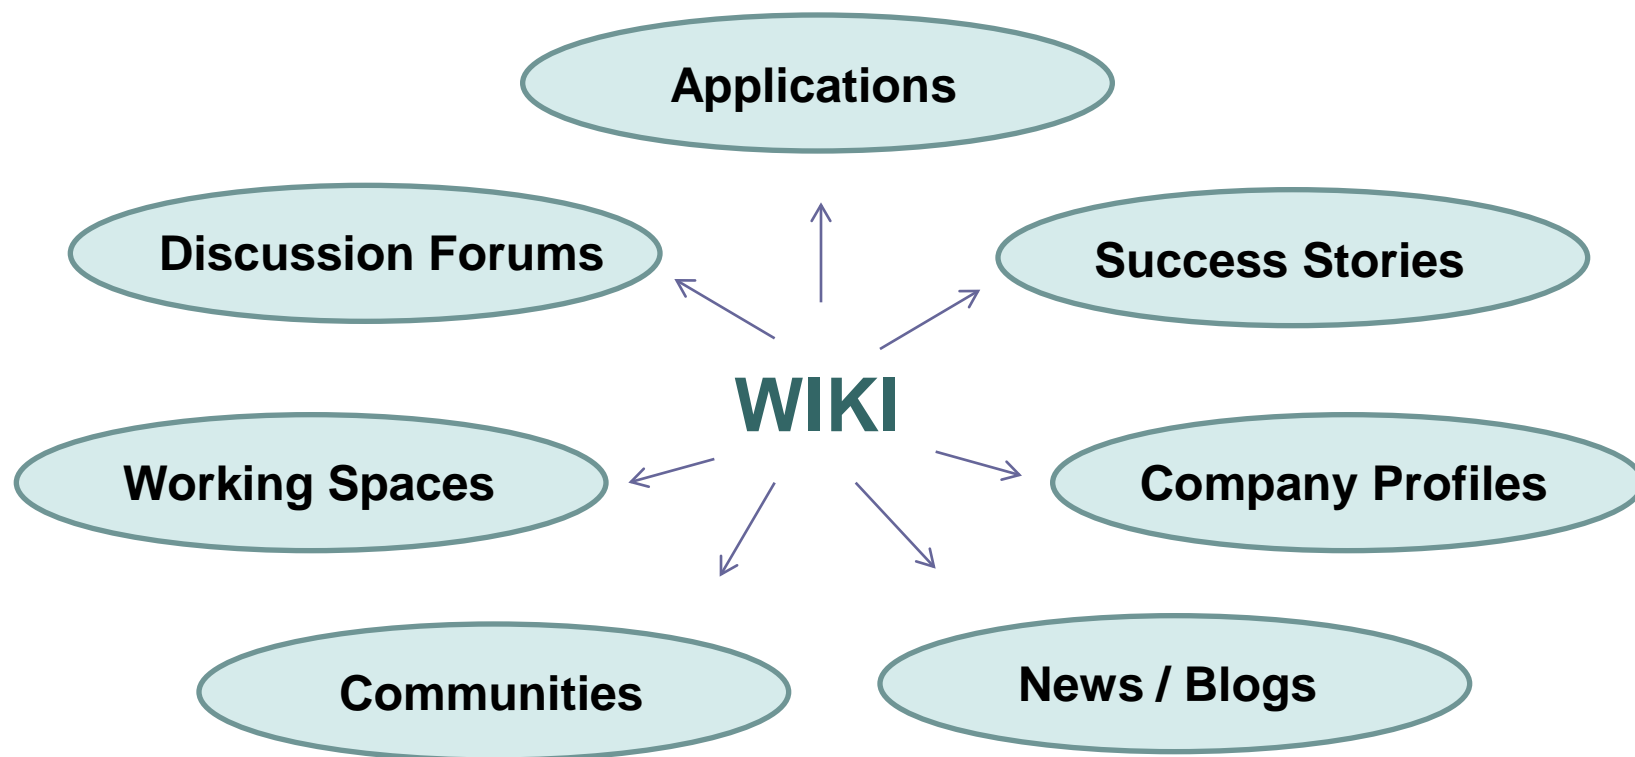 Applications
Discussion Forums
Success Stories
WIKI
Working Spaces
Company Profiles
Communities
News / Blogs